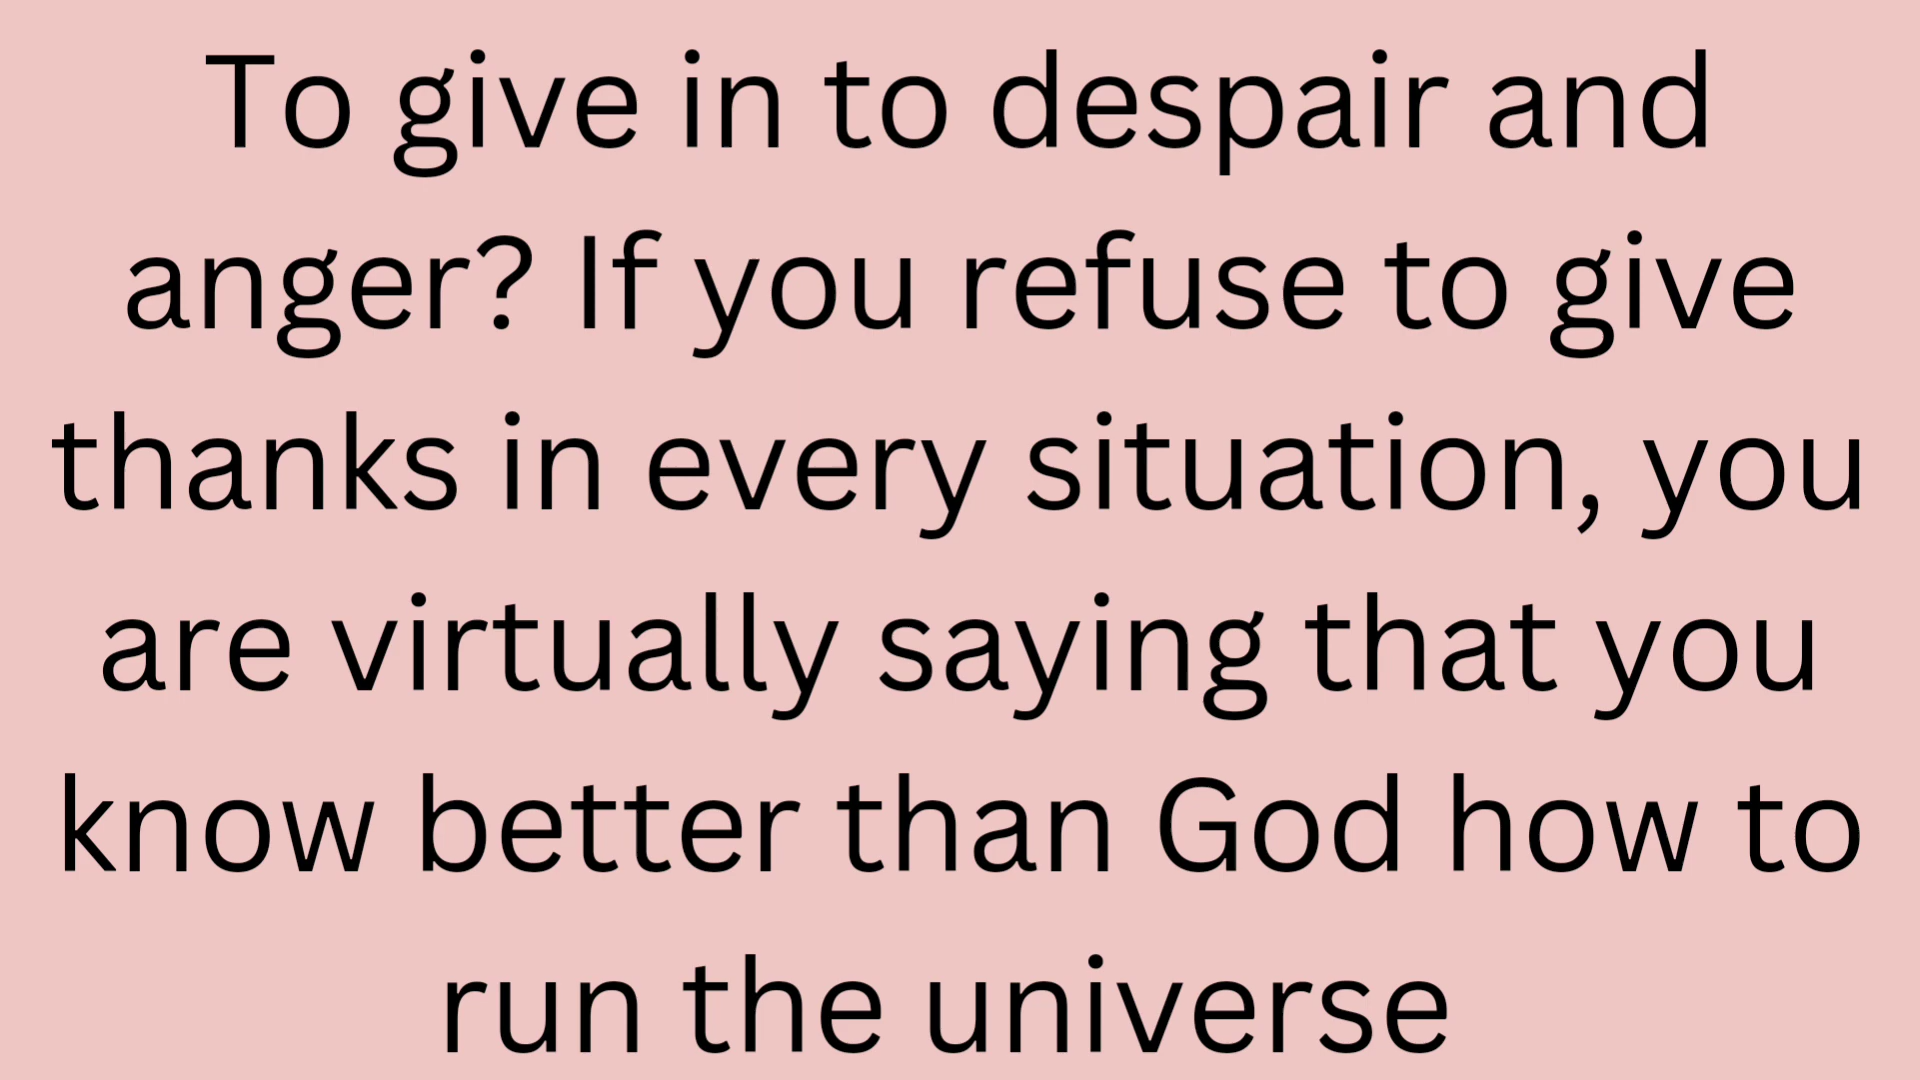 To give in to despair and
anger? If you refuse to give
thanks in every situation, you
are virtually saying that you
know better than God how to
run the universe